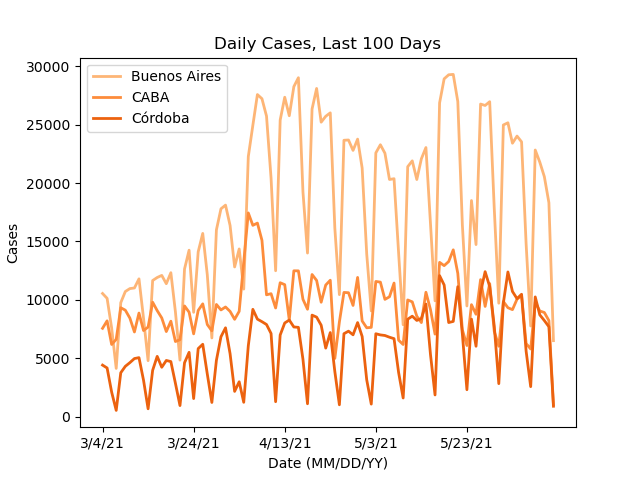 Daily Cases, Last 100 Days
Buenos Aires
CABA
Córdoba
30000
25000
20000
15000
10000
5000
0
Cases
3/4/21 3/24/21 4/13/21 5/3/21 5/23/21
Date (MM/DD/YY)